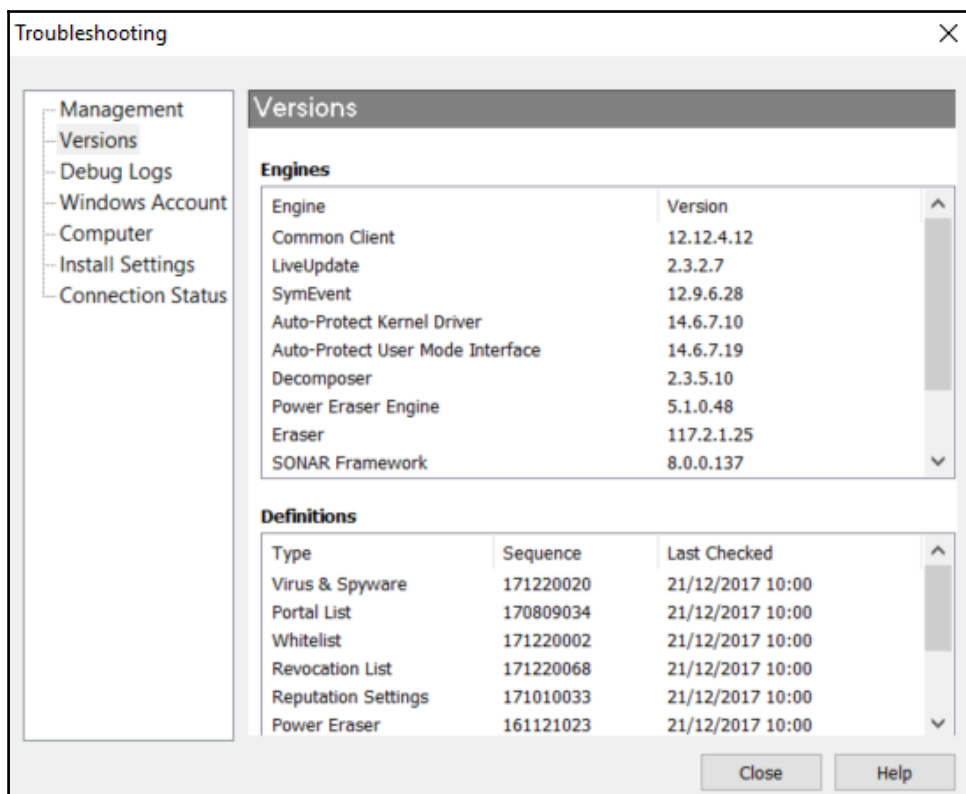 Troubleshooting
Management
Versions
Debug Logs
Windows Account
Computer
Install Settings
Connection Status
Versions
Engines
Engine Version
Common Client 12.12.4.12
LiveUpdate 2.3.2.7
SymEvent 12.9.6.28
Auto-Protect Kernel Driver 14.6.7.10
Auto-Protect User Mode Interface 14.6.7.19
Decomposer 2.3.5.10
Power Eraser Engine 5.1.0.48
Eraser 117.2.1.25
SONAR Framework 8.0.0.137
Definitions
Type Sequence Last Checked
Virus & Spyware 171220020 21/12/2017 10:00
Portal List 170809034 21/12/2017 10:00
Whitelist 171220002 21/12/2017 10:00
Revocation List 171220068 21/12/2017 10:00
Reputation Settings 171010033 21/12/2017 10:00
Power Eraser 161121023 21/12/2017 10:00
Close Help